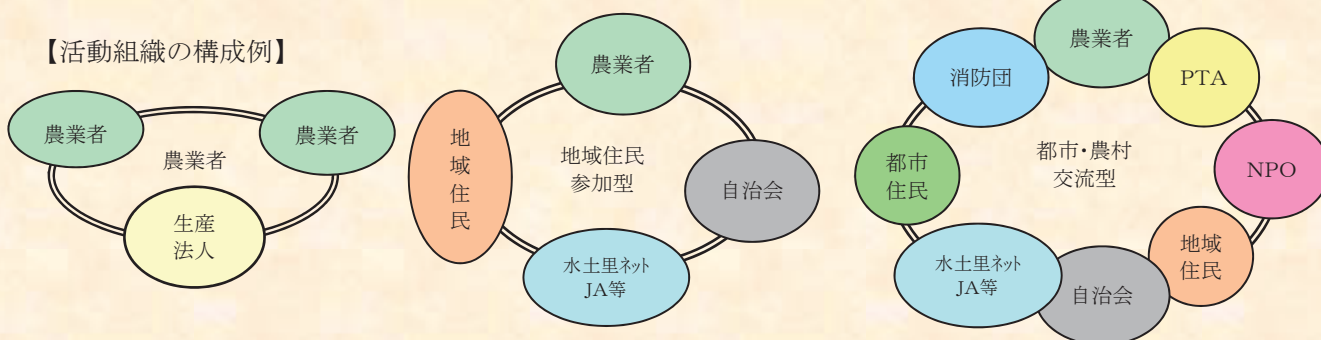 【活動組織の構成例】
農業者
農業者
農業者
生産
法人
農業者
地域住民
地域住民
参加型
自治会
水土里ネット
JA等
農業者
消防団
PTA
都市
住民
都市・農村
交流型
NPO
地域
住民
水土里ネット
JA等
自治会